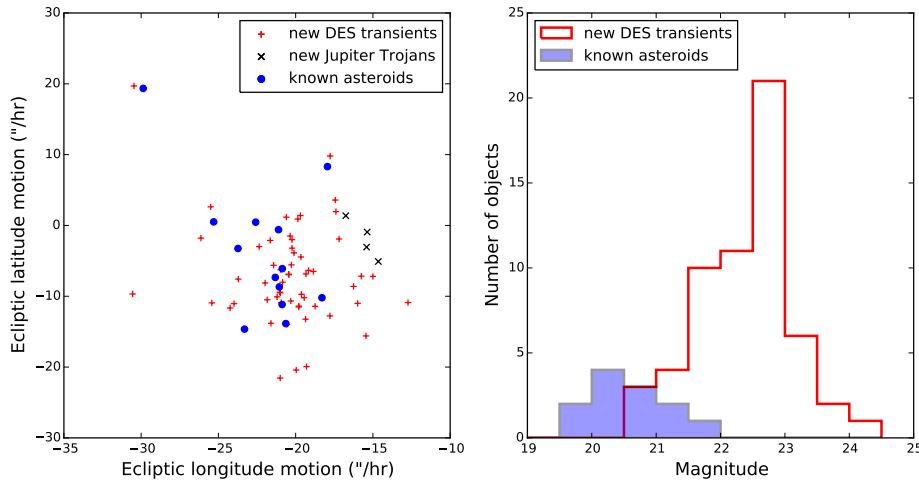 30
20
10
0
−10
−20
−30
−35
−30
−25
−20
−15
−10
Ecliptic latitude motion ("/hr)
Ecliptic longitude motion ("/hr)
new DES transients
new Jupiter Trojans
known asteroids
25
20
15
10
5
0
19
20
21
22
23
24
25
Number of objects
Magnitude
new DES transients
known asteroids